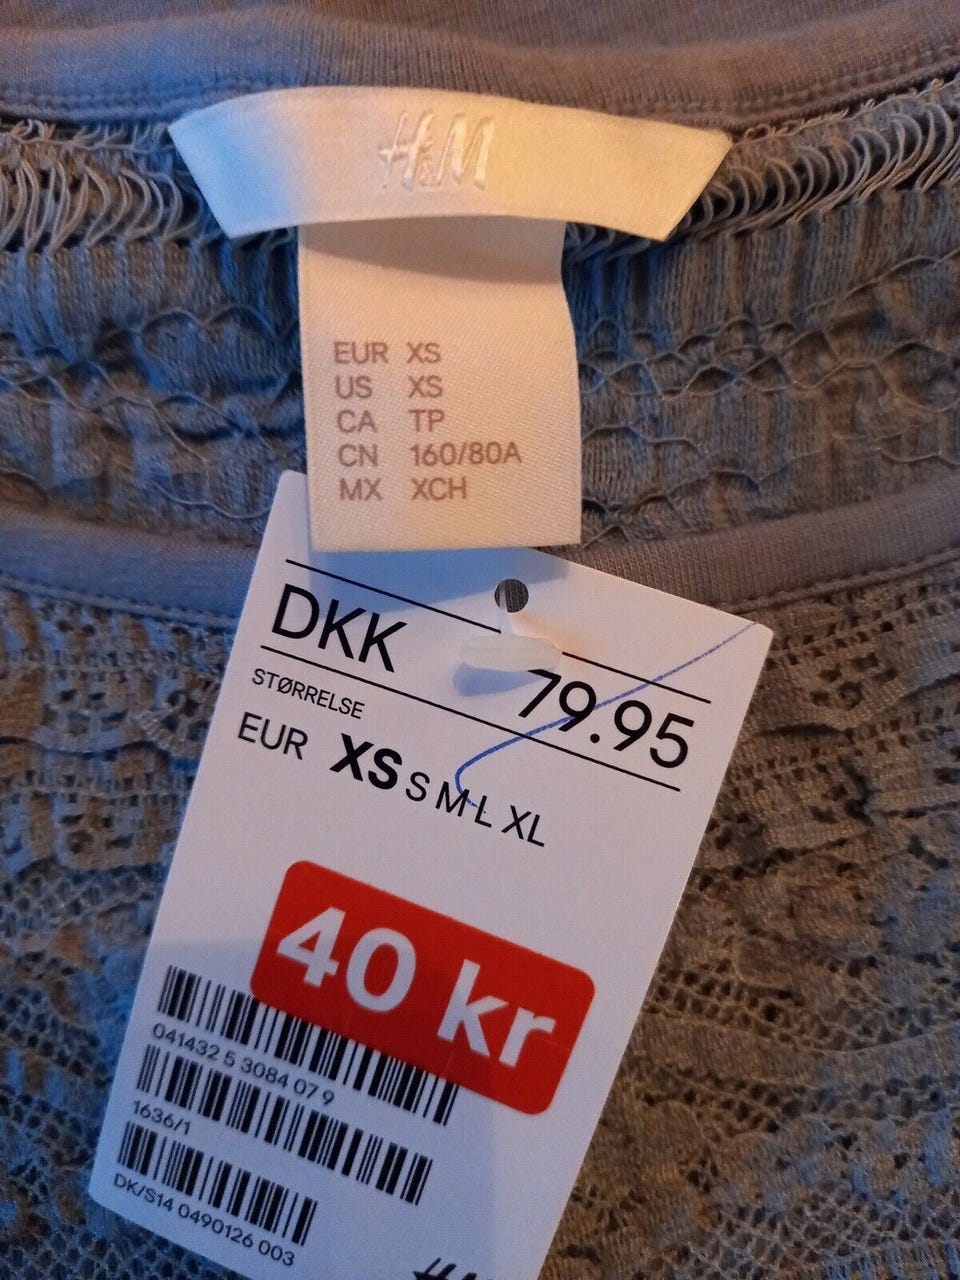 H&M
EUR XS
US XS
CA TP
CN 160/80A
MX XCH
DKK 79.95
STØRRELSE
EUR XS S M L XL
40 kr
041432 5 3084 07 9
1636/1
DK/S14 0490126 003
H&M